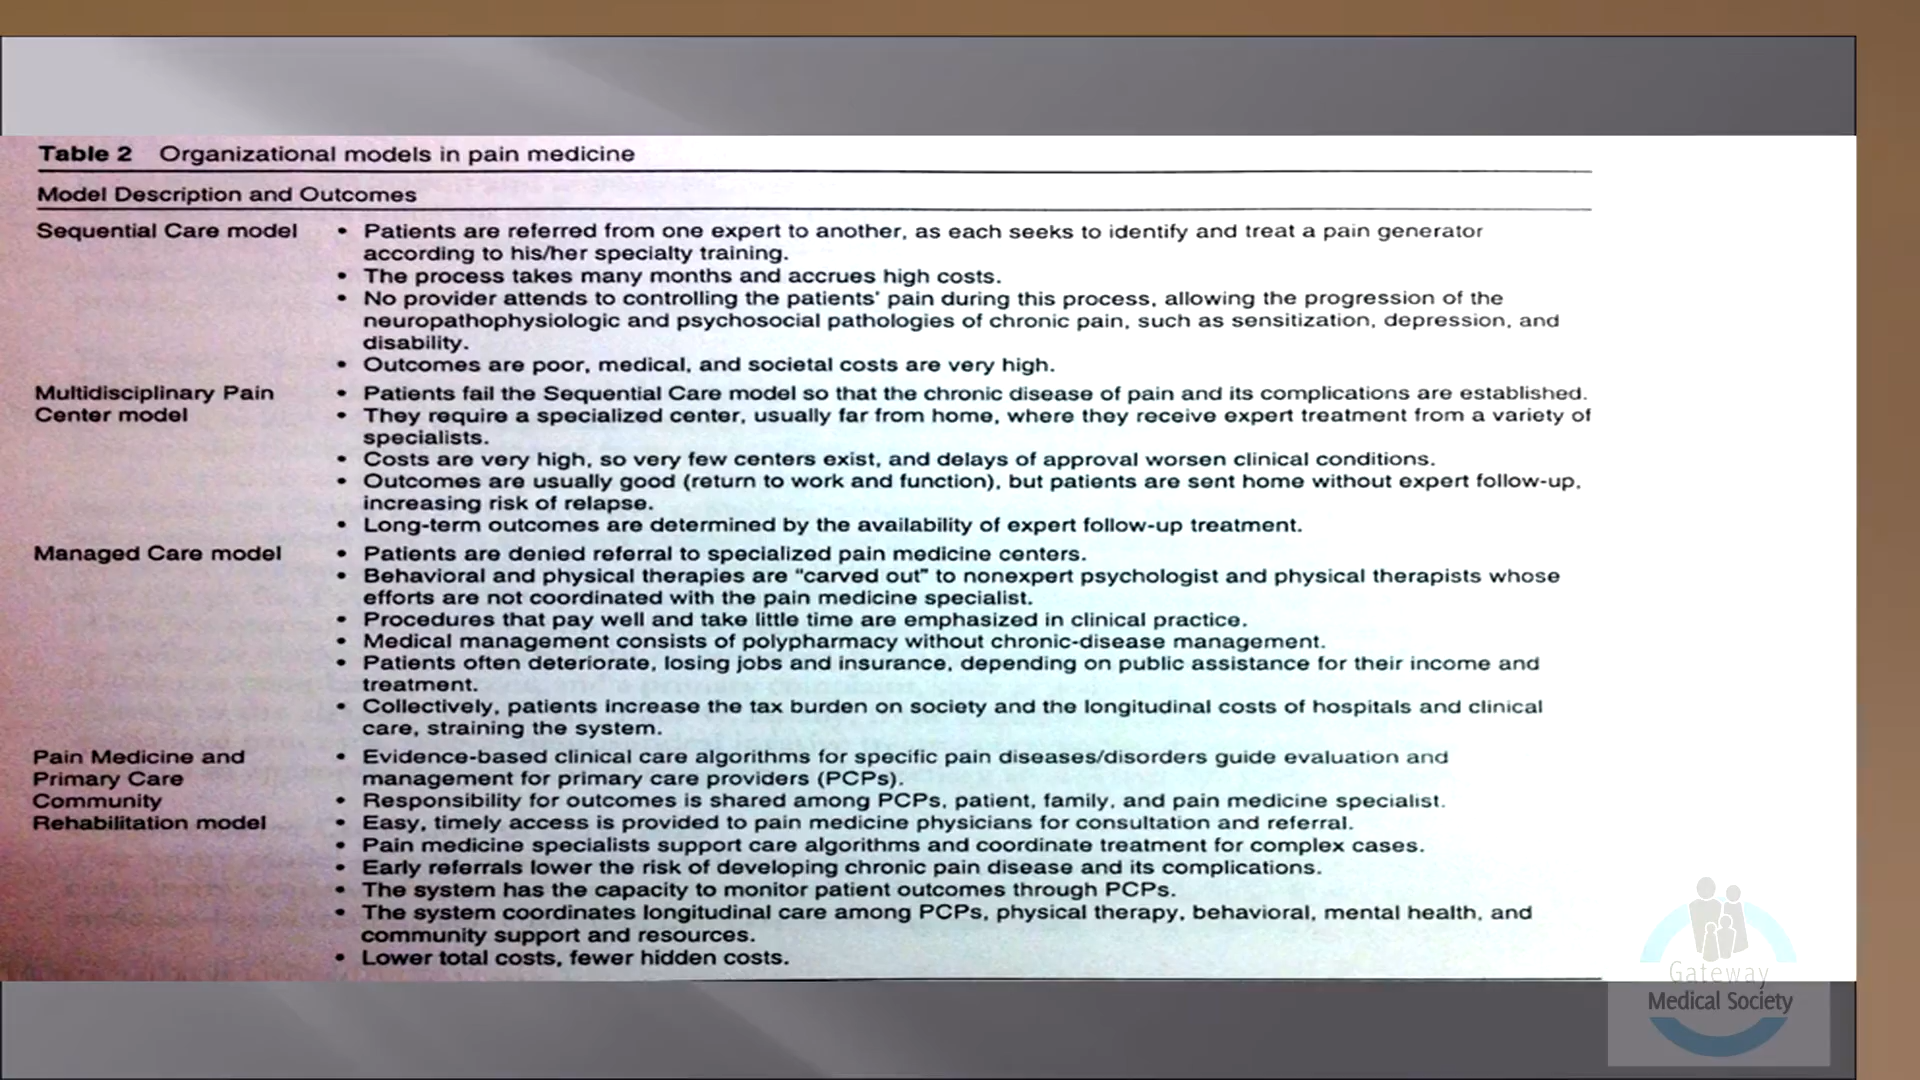 Table 2 Organizational models in pain medicine
Model Description and Outcomes
Sequential Care model
• Patients are referred from one expert to another, as each seeks to identify and treat a pain generator
according to his/her specialty training.
• The process takes many months and accrues high costs.
• No provider attends to controlling the patients' pain during this process, allowing the progression of the
neuropathophysiologic and psychosocial pathologies of chronic pain, such as sensitization, depression, and
disability.
• Outcomes are poor, medical, and societal costs are very high.
Multidisciplinary Pain
Center model
• Patients fail the Sequential Care model so that the chronic disease of pain and its complications are established.
• They require a specialized center, usually far from home, where they receive expert treatment from a variety of
specialists.
• Costs are very high, so very few centers exist, and delays of approval worsen clinical conditions.
• Outcomes are usually good (return to work and function), but patients are sent home without expert follow-up,
increasing risk of relapse.
• Long-term outcomes are determined by the availability of expert follow-up treatment.
Managed Care model
• Patients are denied referral to specialized pain medicine centers.
• Behavioral and physical therapies are "carved out" to nonexpert psychologist and physical therapists whose
efforts are not coordinated with the pain medicine specialist.
• Procedures that pay well and take little time are emphasized in clinical practice.
• Medical management consists of polypharmacy without chronic-disease management.
• Patients often deteriorate, losing jobs and insurance, depending on public assistance for their income and
treatment.
• Collectively, patients increase the tax burden on society and the longitudinal costs of hospitals and clinical
care, straining the system.
Pain Medicine and
Primary Care
Community
Rehabilitation model
• Evidence-based clinical care algorithms for specific pain diseases/disorders guide evaluation and
management for primary care providers (PCPs).
• Responsibility for outcomes is shared among PCPs, patient, family, and pain medicine specialist.
• Easy, timely access is provided to pain medicine physicians for consultation and referral.
• Pain medicine specialists support care algorithms and coordinate treatment for complex cases.
• Early referrals lower the risk of developing chronic pain disease and its complications.
• The system has the capacity to monitor patient outcomes through PCPs.
• The system coordinates longitudinal care among PCPs, physical therapy, behavioral, mental health, and
community support and resources.
• Lower total costs, fewer hidden costs.
Gateway
Medical Society